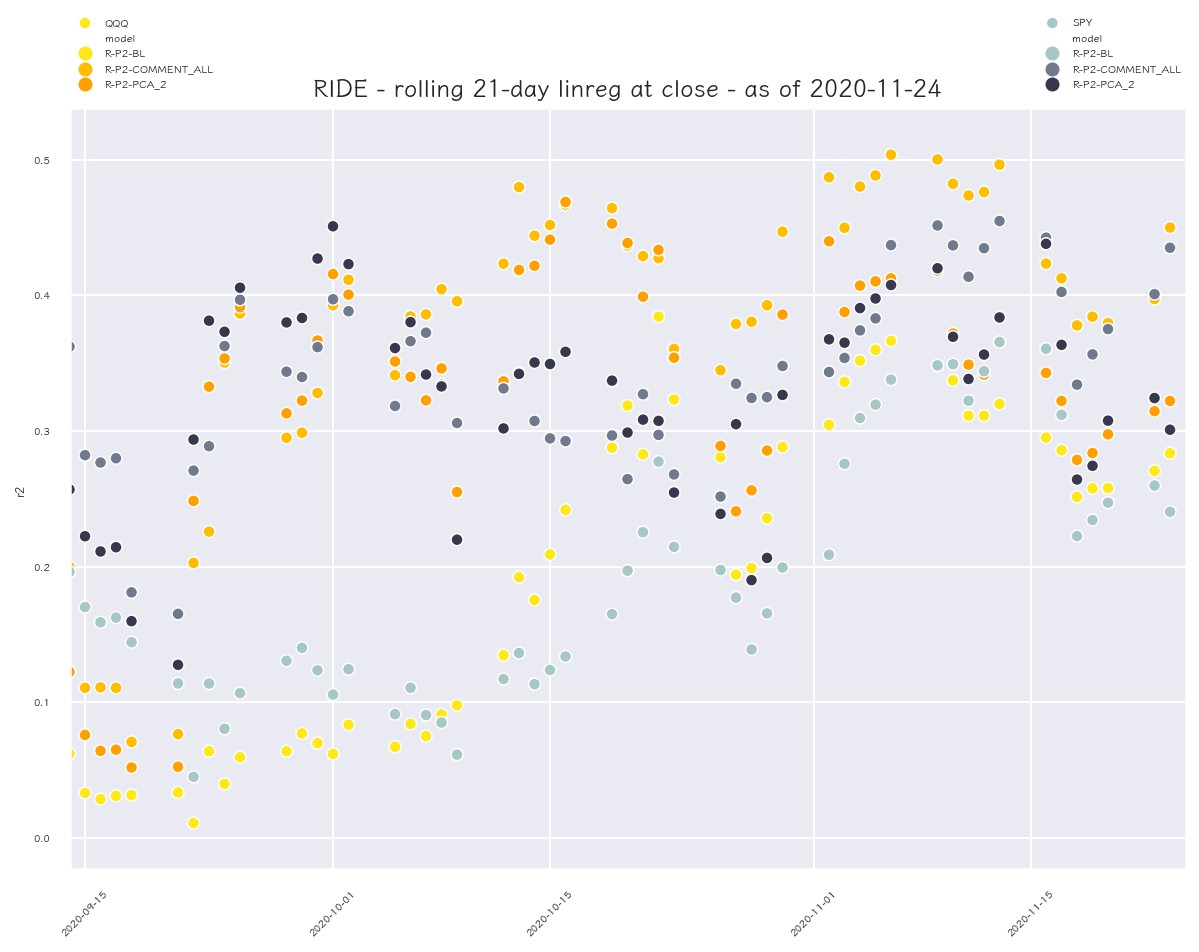 QQQ
model
R-P2-BL
R-P2-COMMENT_ALL
R-P2-PCA_2
SPY
model
R-P2-BL
R-P2-COMMENT_ALL
R-P2-PCA_2
RIDE - rolling 21-day linreg at close - as of 2020-11-24
0.5
0.4
0.3
r2
0.2
0.1
0.0
2020-09-15
2020-10-01
2020-10-15
2020-11-01
2020-11-15